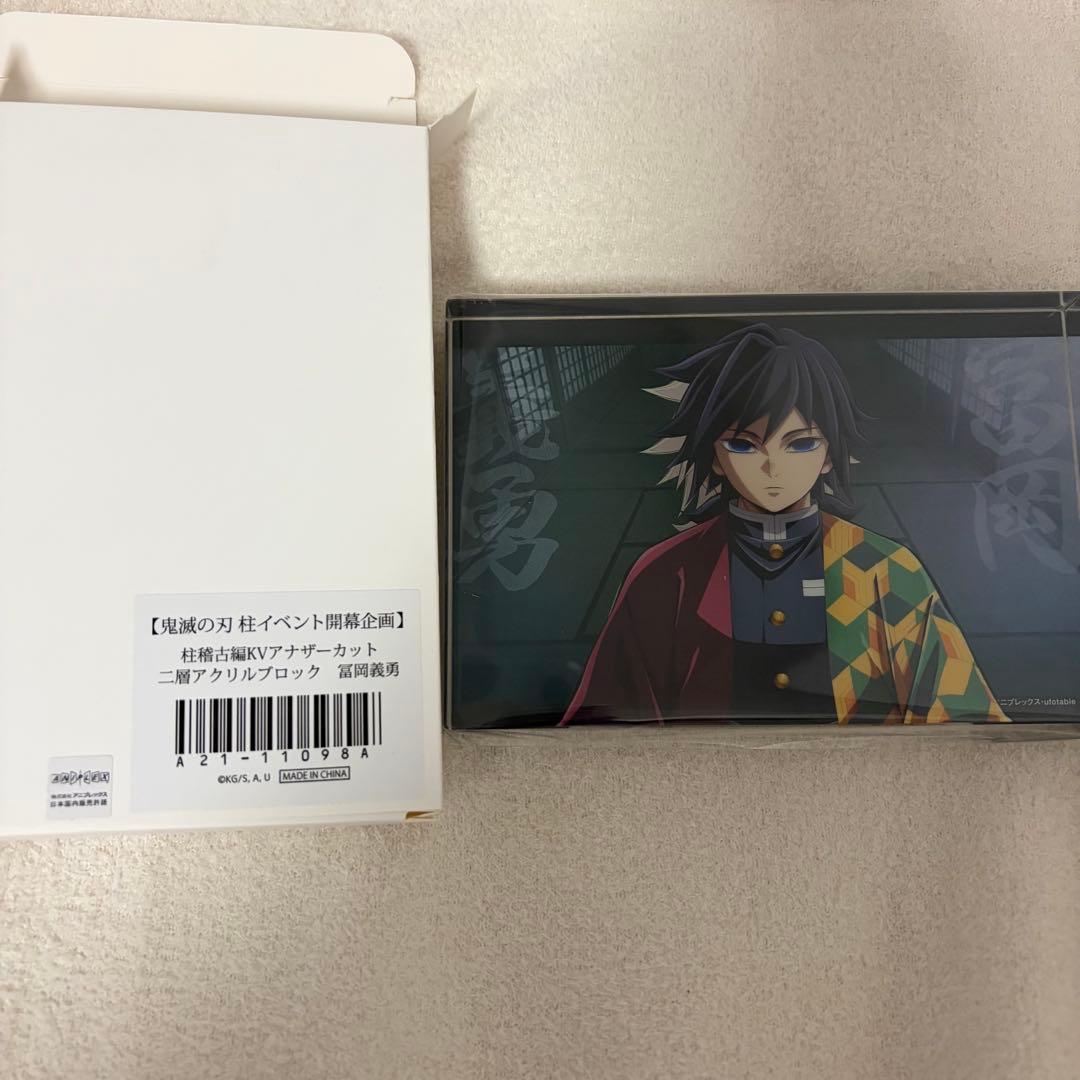 【鬼滅の刃 柱イベント開幕企画】
柱稽古編KVアナザーカット
二層アクリルブロック 冨岡義勇
A21-11098A
©KG/S, A, U MADE IN CHINA
ANIPLEX
株式会社 アニプレックス
日本国内販売許諾
冨岡
義勇
ニプレックス・ufotable